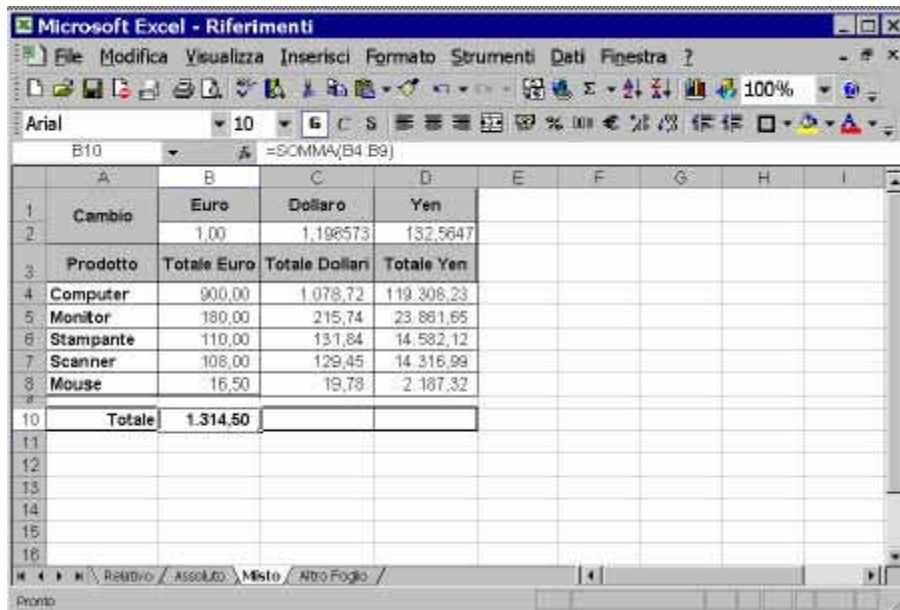 Microsoft Excel - Riferimenti
File Modifica Visualizza Inserisci Formato Strumenti Dati Finestra ?
100%
Arial 10 G C S % 000 €
B10 fx =SOMMA(B4:B9)
A B C D E F G H I
1 Cambio Euro Dollaro Yen
2 1,00 1,198573 132,5647
3 Prodotto Totale Euro Totale Dollari Totale Yen
4 Computer 900,00 1.078,72 119.308,23
5 Monitor 180,00 215,74 23.861,65
6 Stampante 110,00 131,84 14.582,12
7 Scanner 108,00 129,45 14.316,99
8 Mouse 16,50 19,78 2.187,32
10 Totale 1.314,50
11
12
13
14
15
16
Relativo / Assoluto \ Misto / Altro Foglio /
Pronto